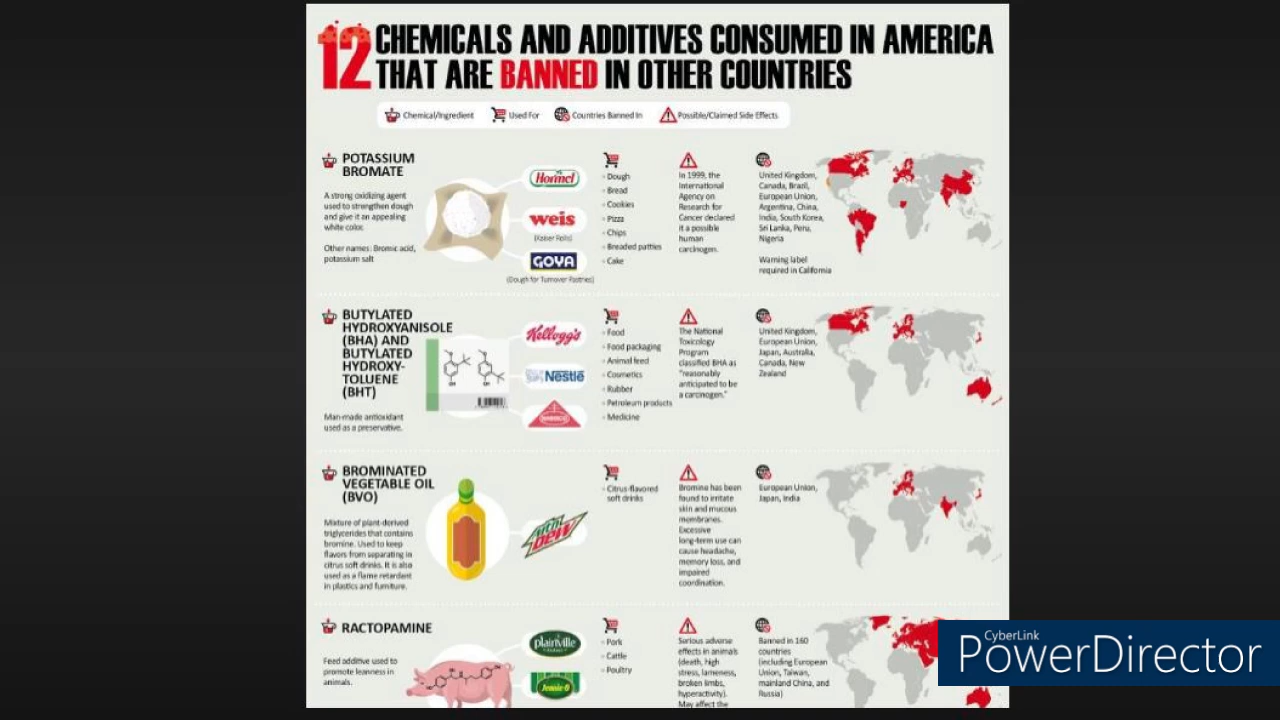 12 CHEMICALS AND ADDITIVES CONSUMED IN AMERICA
THAT ARE BANNED IN OTHER COUNTRIES
Chemical/Ingredient
Used For
Countries Banned In
Possible/Claimed Side Effects
POTASSIUM
BROMATE
A strong oxidizing agent
used to strengthen dough
and give it an appealing
white color.
Other names: Bromic acid,
potassium salt
Hormel
weis
(Kaiser Rolls)
GOYA
(Dough for Turnover Pastries)
Dough
Bread
Cookies
Pizza
Chips
Breaded patties
Cake
In 1999, the
International
Agency on
Research for
Cancer declared
it a possible
human
carcinogen.
United Kingdom,
Canada, Brazil,
European Union,
Argentina, China,
India, South Korea,
Sri Lanka, Peru,
Nigeria
Warning label
required in California
BUTYLATED
HYDROXYANISOLE
(BHA) AND
BUTYLATED
HYDROXY-
TOLUENE
(BHT)
Man-made antioxidant
used as a preservative.
Kellogg's
Nestlé
Food
Food packaging
Animal feed
Cosmetics
Rubber
Petroleum products
Medicine
The National
Toxicology
Program
classified BHA as
"reasonably
anticipated to be
a carcinogen."
United Kingdom,
European Union,
Japan, Australia,
Canada, New
Zealand
BROMINATED
VEGETABLE OIL
(BVO)
Mixture of plant-derived
triglycerides that contains
bromine. Used to keep
flavors from separating in
citrus soft drinks. It is also
used as a flame retardant
in plastics and furniture.
mtn
DEW
Citrus-flavored
soft drinks
Bromine has been
found to irritate
skin and mucous
membranes.
Excessive
long-term use can
cause headache,
memory loss, and
impaired
coordination.
European Union,
Japan, India
RACTOPAMINE
Feed additive used to
promote leanness in
animals.
plainville
Jennie-O
Pork
Cattle
Poultry
Serious adverse
effects in animals
(death, high
stress, lameness,
broken limbs,
hyperactivity).
May affect the
Banned in 160
countries
(including European
Union, Taiwan,
mainland China, and
Russia)
CyberLink
PowerDirector